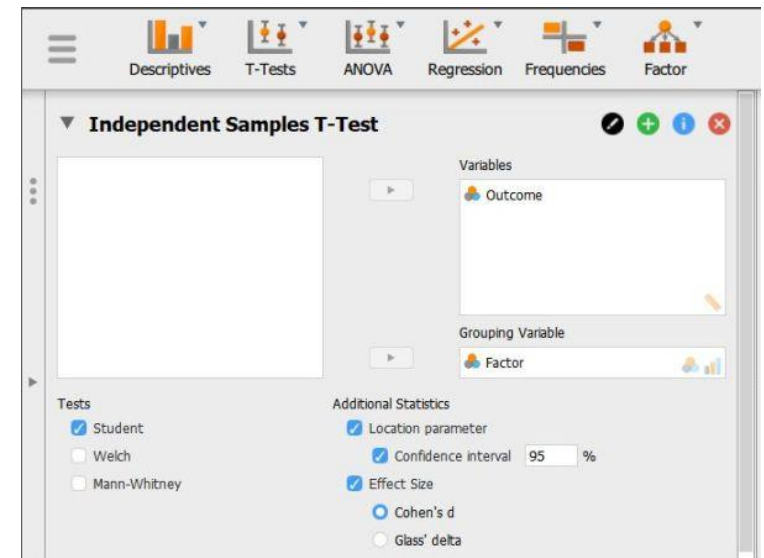 Descriptives T-Tests ANOVA Regression Frequencies Factor
Independent Samples T-Test
Variables
Outcome
Grouping Variable
Factor
Tests
Student
Welch
Mann-Whitney
Additional Statistics
Location parameter
Confidence interval 95 %
Effect Size
Cohen's d
Glass' delta